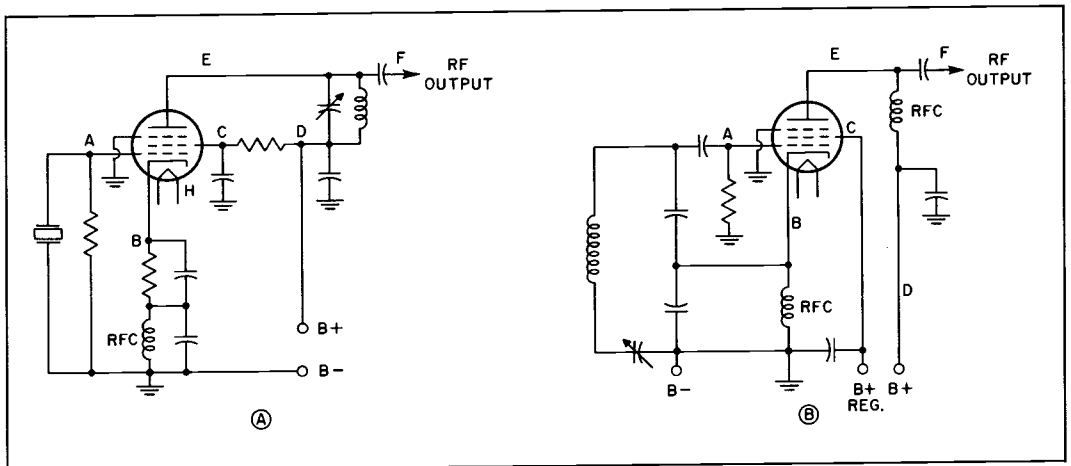 E
F
RF
OUTPUT
A
C
D
H
B
RFC
B+
B-
A
E
F
RF
OUTPUT
RFC
A
C
B
RFC
D
B-
B+
REG.
B+
B